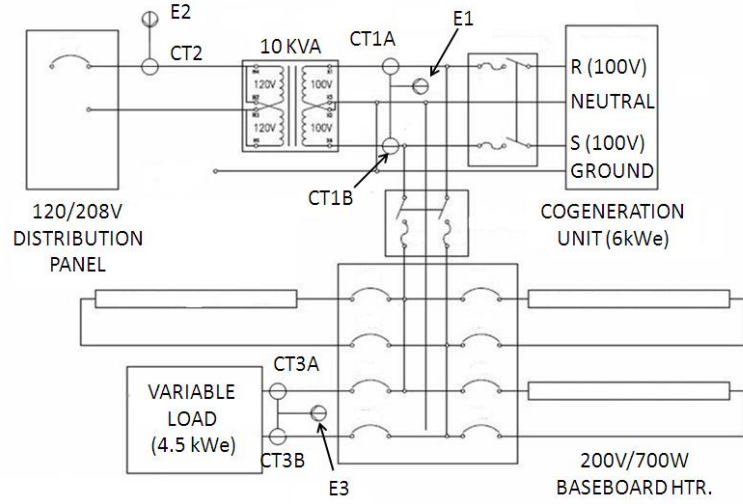 E2
CT2
10 KVA
CT1A
E1
R (100V)
NEUTRAL
S (100V)
GROUND
120V
100V
120V
100V
CT1B
120/208V
DISTRIBUTION
PANEL
COGENERATION
UNIT (6kWe)
CT3A
VARIABLE
LOAD
(4.5 kWe)
CT3B
E3
200V/700W
BASEBOARD HTR.